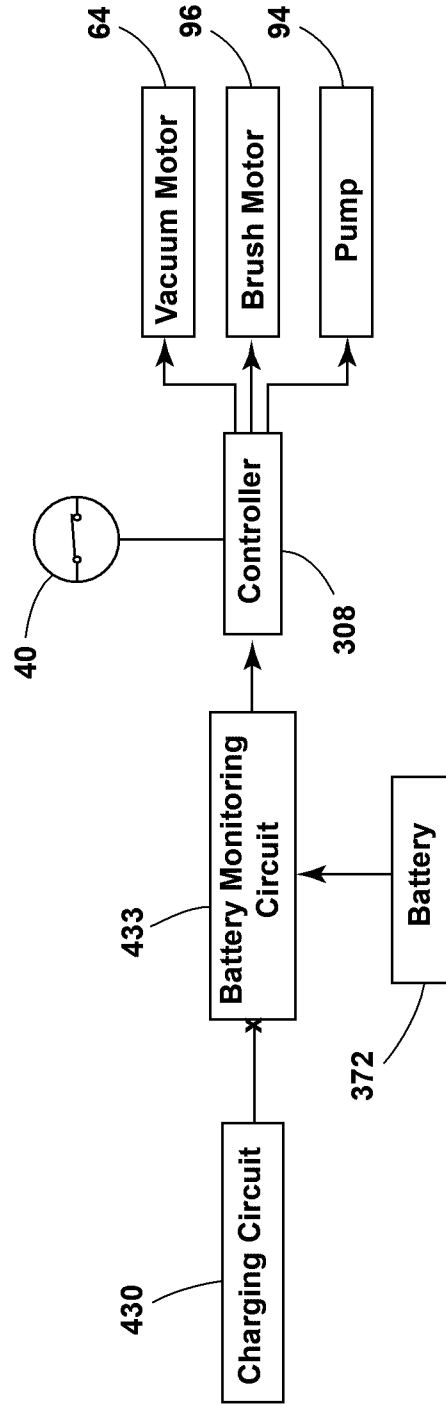 430
Charging Circuit
433
Battery Monitoring
Circuit
x
372
Battery
40
Controller
308
64
Vacuum Motor
96
Brush Motor
94
Pump